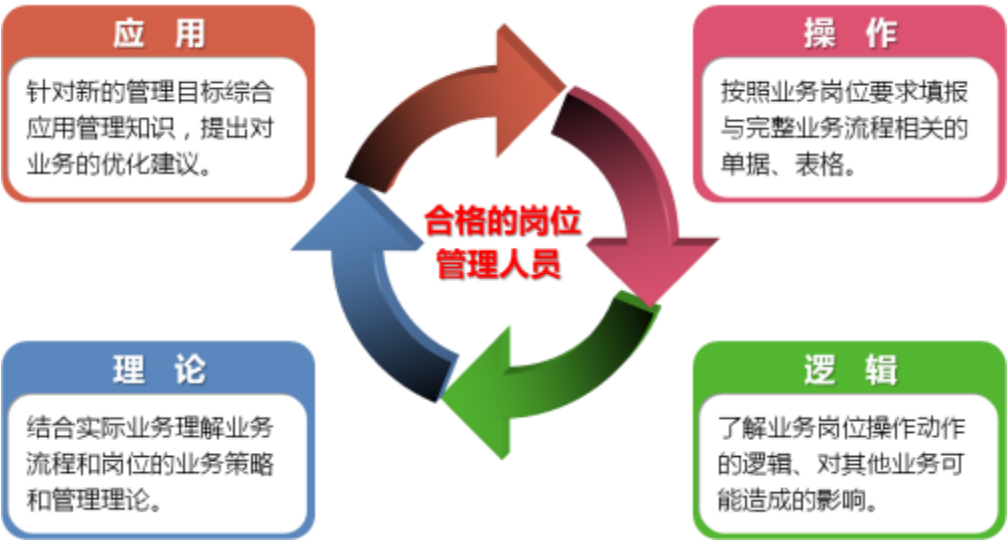 应 用
针对新的管理目标综合
应用管理知识，提出对
业务的优化建议。
操 作
按照业务岗位要求填报
与完整业务流程相关的
单据、表格。
合格的岗位
管理人员
理 论
结合实际业务理解业务
流程和岗位的业务策略
和管理理论。
逻 辑
了解业务岗位操作动作
的逻辑、对其他业务可
能造成的影响。